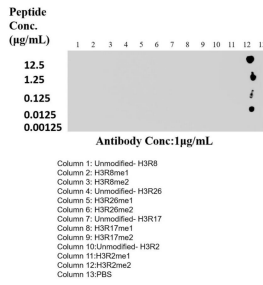 Peptide
Conc.
(µg/mL)
1 2 3 4 5 6 7 8 9 10 11 12 13
12.5
1.25
0.125
0.0125
0.00125
Antibody Conc:1µg/mL
Column 1: Unmodified- H3R8
Column 2: H3R8me1
Column 3: H3R8me2
Column 4: Unmodified- H3R26
Column 5: H3R26me1
Column 6: H3R26me2
Column 7: Unmodified- H3R17
Column 8: H3R17me1
Column 9: H3R17me2
Column 10:Unmodified- H3R2
Column 11:H3R2me1
Column 12:H3R2me2
Column 13:PBS